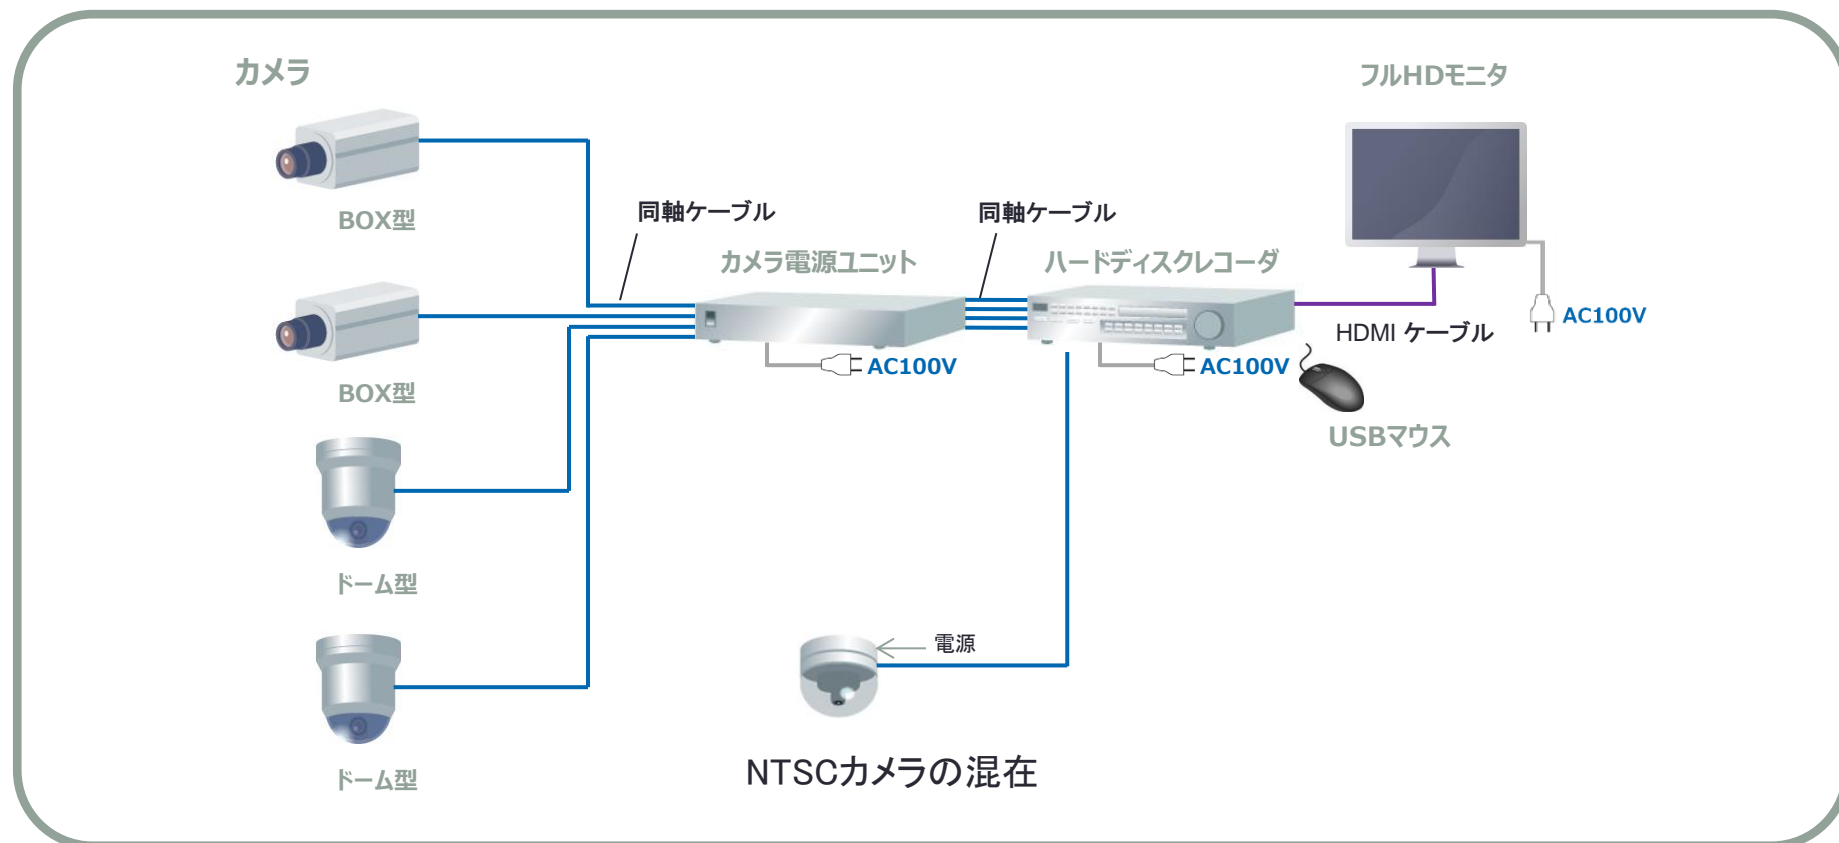 カメラ
フルHDモニタ
BOX型
同軸ケーブル
同軸ケーブル
カメラ電源ユニット
ハードディスクレコーダ
AC100V
HDMI ケーブル
AC100V
AC100V
BOX型
USBマウス
ドーム型
電源
NTSCカメラの混在
ドーム型